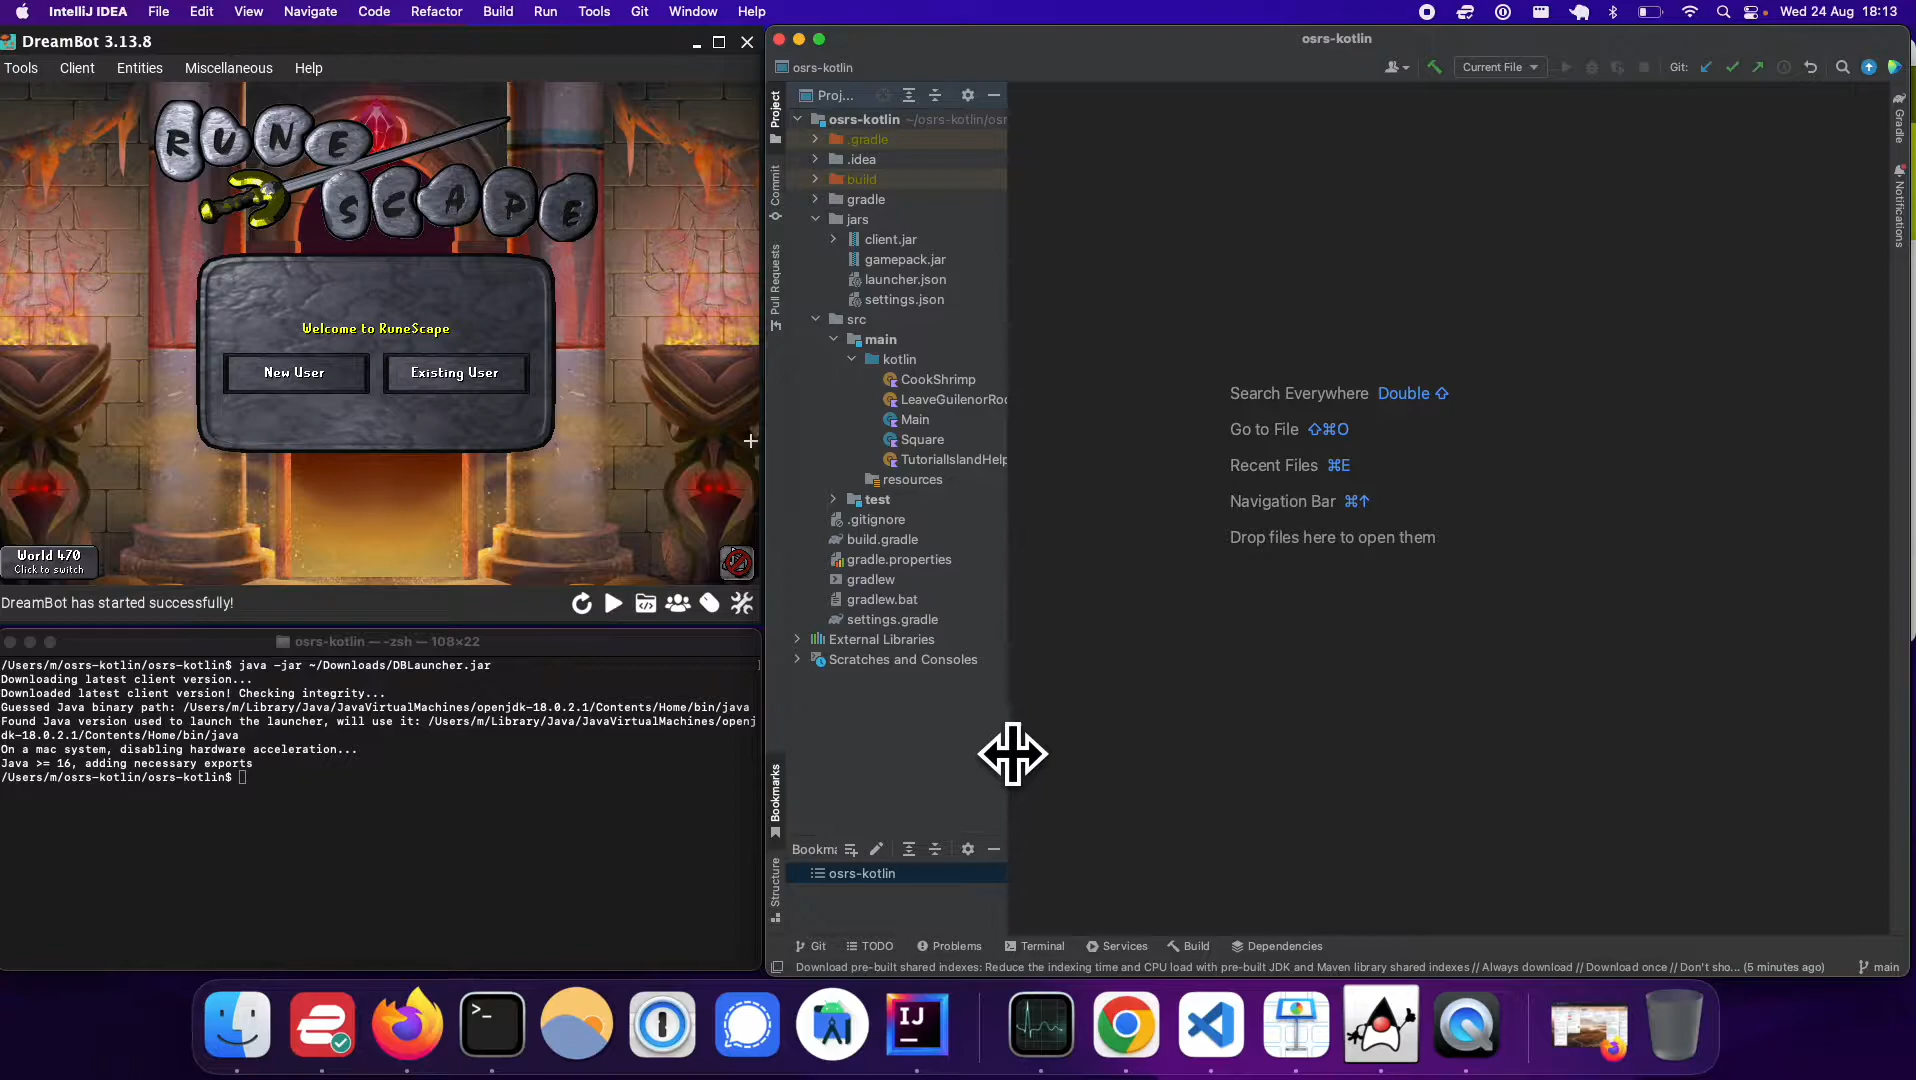 IntelliJ IDEA File Edit View Navigate Code Refactor Build Run Tools Git Window Help Wed 24 Aug 18:13
DreamBot 3.13.8
Tools Client Entities Miscellaneous Help
RUNE
SCAPE
Welcome to RuneScape
New User Existing User
World 470
Click to switch
DreamBot has started successfully!
osrs-kotlin — -zsh — 108×22
/Users/m/osrs-kotlin/osrs-kotlin$ java -jar ~/Downloads/DBLauncher.jar
Downloading latest client version...
Downloaded latest client version! Checking integrity...
Guessed Java binary path: /Users/m/Library/Java/JavaVirtualMachines/openjdk-18.0.2.1/Contents/Home/bin/java
Found Java version used to launch the launcher, will use it: /Users/m/Library/Java/JavaVirtualMachines/openj
dk-18.0.2.1/Contents/Home/bin/java
On a mac system, disabling hardware acceleration...
Java >= 16, adding necessary exports
/Users/m/osrs-kotlin/osrs-kotlin$
osrs-kotlin
osrs-kotlin
Current File
Git:
Project
Commit
Pull Requests
Bookmarks
Structure
Proj...
osrs-kotlin ~/osrs-kotlin/osr
.gradle
.idea
build
gradle
jars
client.jar
gamepack.jar
launcher.json
settings.json
src
main
kotlin
CookShrimp
LeaveGuilenorRoo
Main
Square
TutorialIslandHelp
resources
test
.gitignore
build.gradle
gradle.properties
gradlew
gradlew.bat
settings.gradle
External Libraries
Scratches and Consoles
Bookma
osrs-kotlin
Search Everywhere Double ⇧
Go to File ⇧⌘O
Recent Files ⌘E
Navigation Bar ⌘↑
Drop files here to open them
Gradle
Notifications
Git TODO Problems Terminal Services Build Dependencies
Download pre-built shared indexes: Reduce the indexing time and CPU load with pre-built JDK and Maven library shared indexes // Always download // Download once // Don't sho... (5 minutes ago) main
IJ